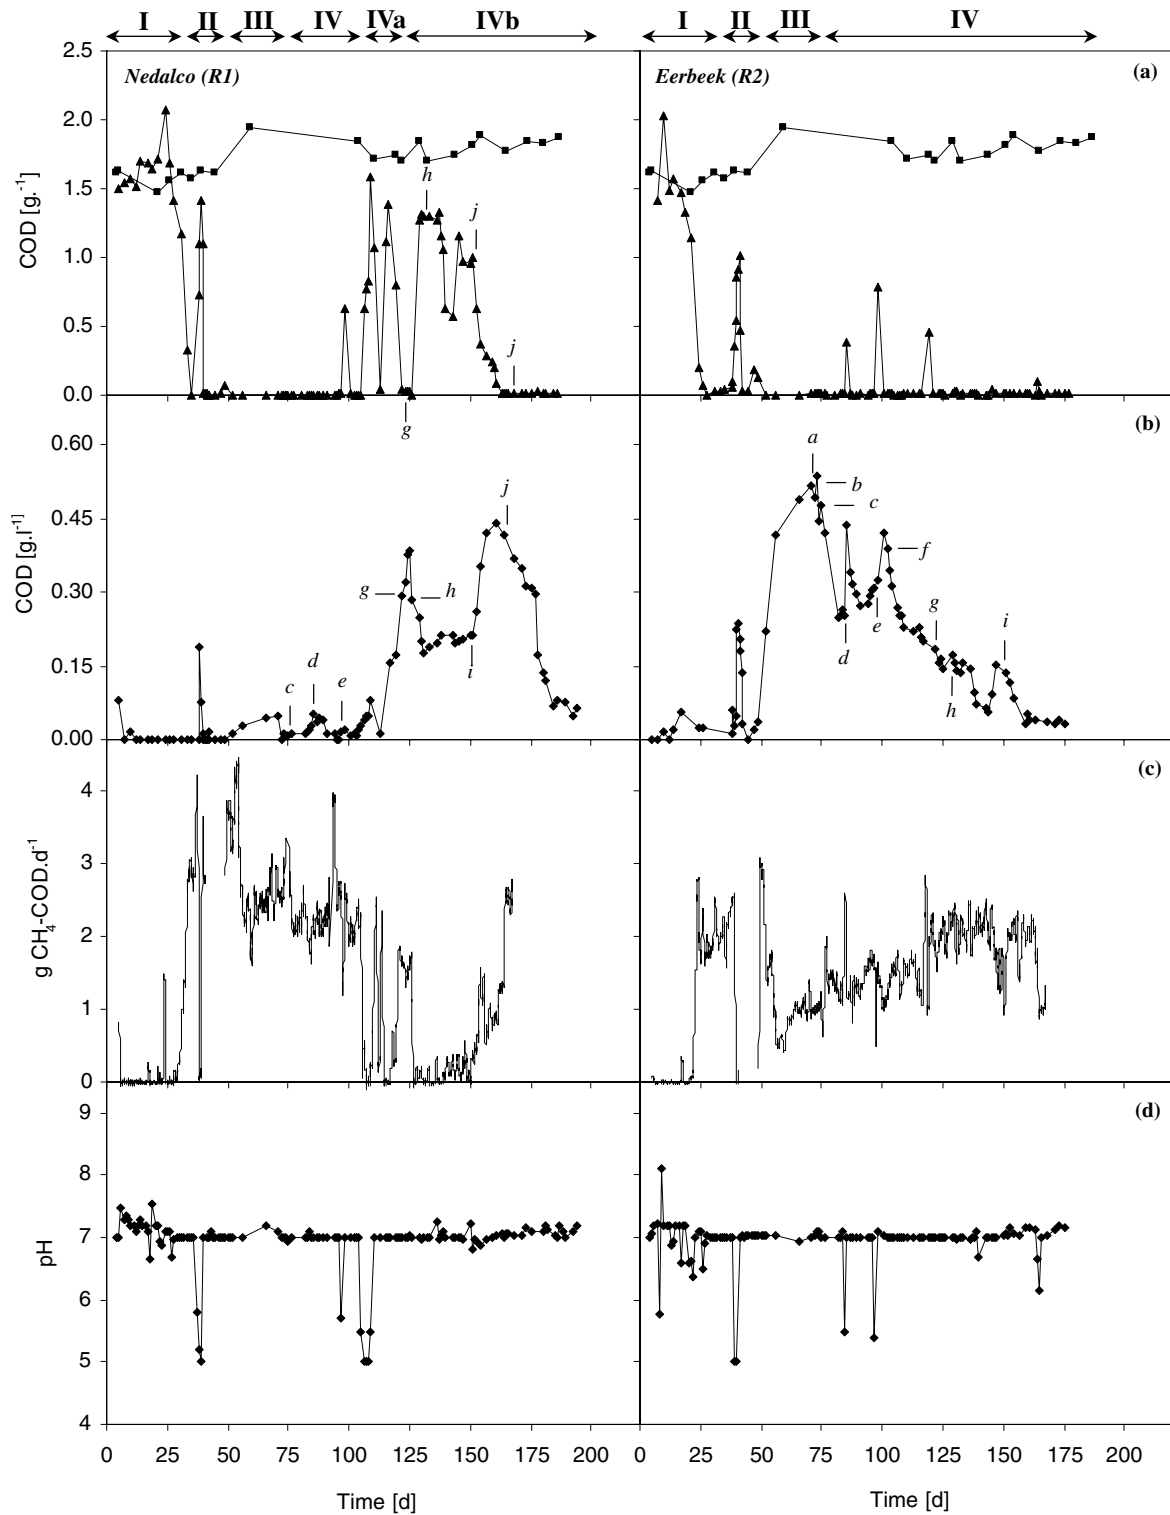 I II III IV IVa IVb I II III IV
2.5
Nedalco (R1) Eerbeek (R2) (a)
2.0
h
1.5
j
COD [g.⁻¹]
1.0
0.5
j
0.0
g
(b)
0.60
a
j b
c
0.45
COD [g.l⁻¹]
f
0.30
g h
g
e
i
d d
0.15
c e i
h
0.00
(c)
4
3
g CH₄-COD.d⁻¹
2
1
0
9 (d)
8
7
pH
6
5
4
0 25 50 75 100 125 150 175 200 0 25 50 75 100 125 150 175 200
Time [d] Time [d]